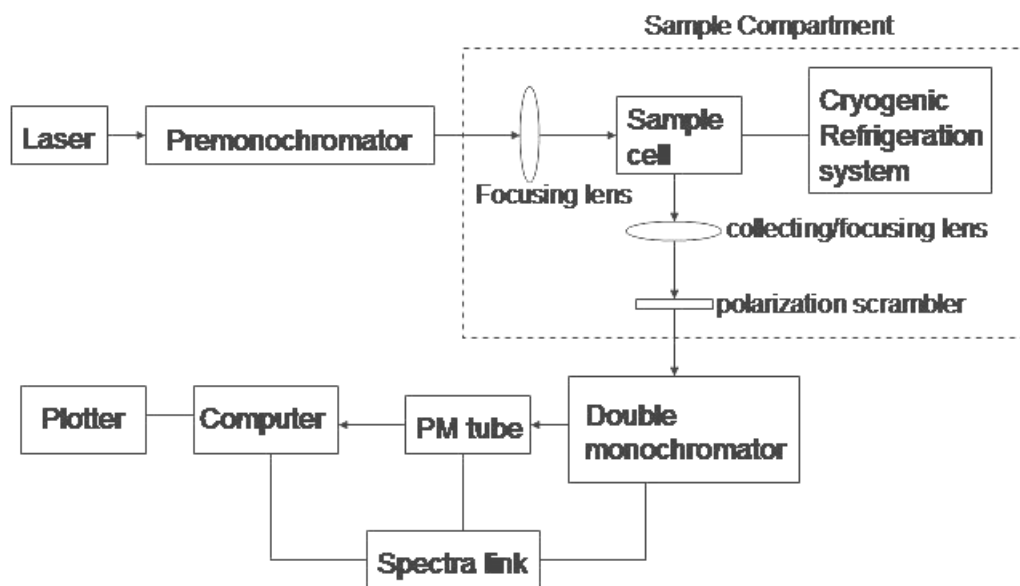 Sample Compartment
Laser
Premonochromator
Focusing lens
Sample
cell
Cryogenic
Refrigeration
system
collecting/focusing lens
polarization scrambler
Plotter
Computer
PM tube
Double
monochromator
Spectra link